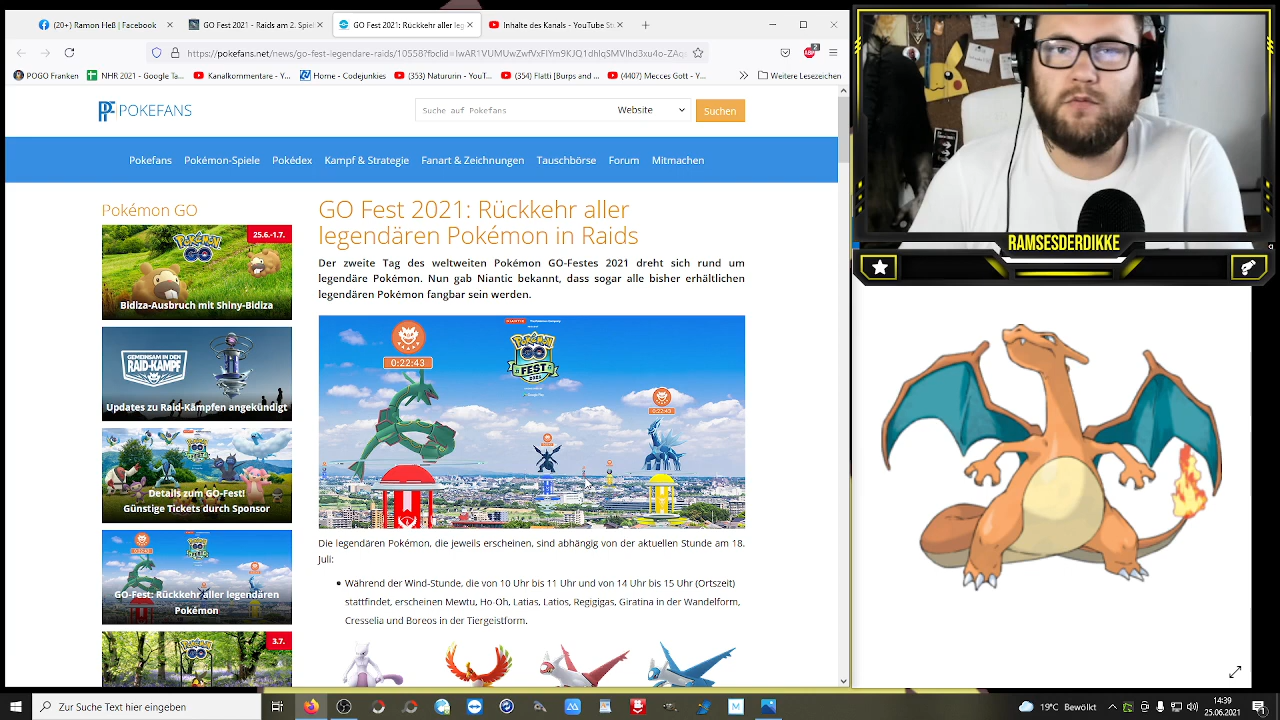 (20+) Ramon Heß | Facebook
Raids am 2. Spiel
GO Fest 2021: Rückkehr aller leg
Inhalte des Kanals - YouTube St
https://pokefans.net/news/go-fest-legendare-raids/10558?fbclid=
POGO Franken
NHR 2021 - Google Ta...
Kanalkommentare - Y...
Home - Codejunkies
(353) Naturunin - YouT...
(354) Flatt [Burps and ...
(4407) Mecces Gott - Y...
Weitere Lesezeichen
POKEFANS
Suche auf Pokefans
Website
Suchen
Pokefans
Pokémon-Spiele
Pokédex
Kampf & Strategie
Fanart & Zeichnungen
Tauschbörse
Forum
Mitmachen
Pokémon GO
25.6.-1.7.
Bidiza-Ausbruch mit Shiny-Bidiza
GEMEINSAM IN DEN
RAID-KAMPF
Updates zu Raid-Kämpfen angekündigt
Details zum GO-Fest!
Günstige Tickets durch Sponsor
GO-Fest: Rückkehr aller legendären
Pokémon
3.7.
GO Fest 2021: Rückkehr aller
legendären Pokémon in Raids
Der zweite Tag des weltweiten Pokémon GO-Festes 2021 dreht sich rund um
legendäre Pokémon. Nun gab Niantic bekannt, dass sogar alle bisher erhältlichen
legendären Pokémon fangbar sein werden.
0:22:43
POKÉMON
GO
FEST
0:22:43
Die legendären Pokémon, die jeweils erscheinen, sind abhängig von der aktuellen Stunde am 18.
Juli:
• Während der Wind-Stunde, die von 10 Uhr bis 11 Uhr und von 14 Uhr bis 15 Uhr (Ortszeit)
stattfindet, erscheinen Mewtu, Ho-Oh, Latias, Latios, Regigigas, Giratina in der Wandelform,
Cresselia und Boreos in der Tiergeistform.
RAMSESDERDIKKE
Zur Suche Text hier eingeben
19°C Bewölkt
14:39
25.06.2021